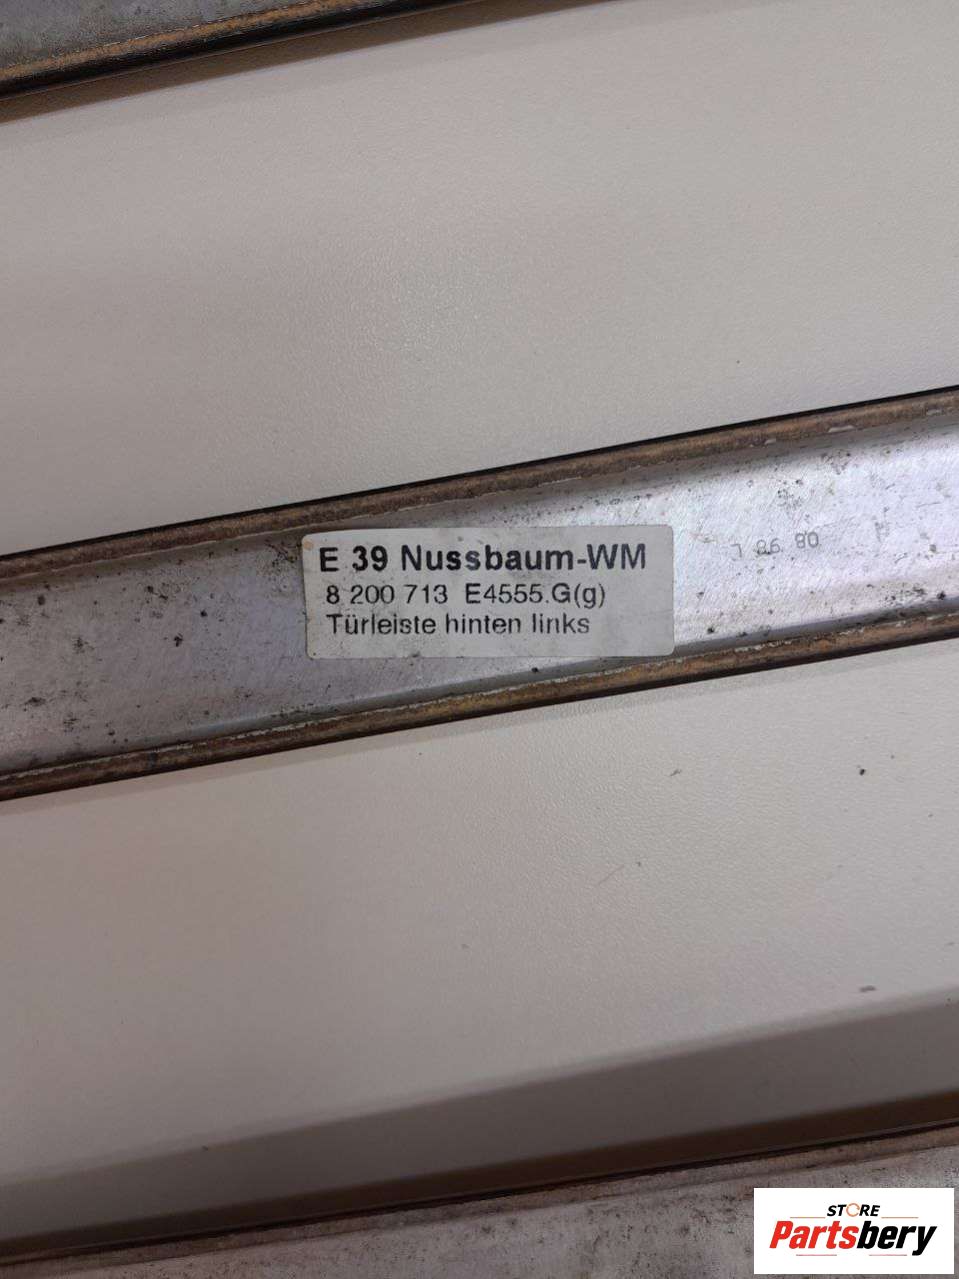 E 39 Nussbaum-WM
8 200 713 E4555.G(g)
Türleiste hinten links
STORE
Partsbery